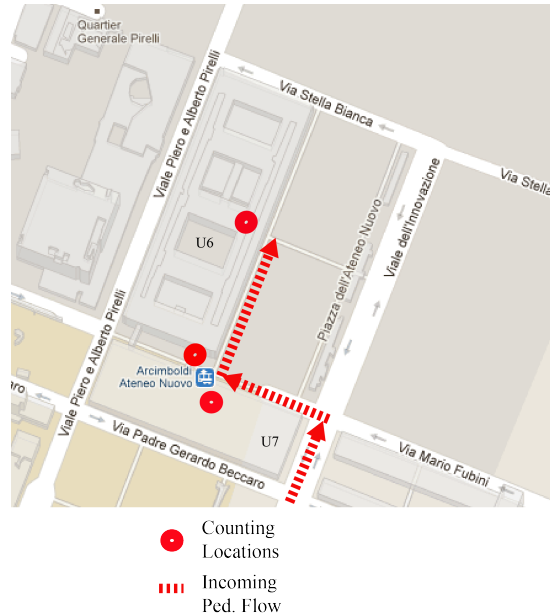 Quartier
Generale Pirelli
Viale Piero e Alberto Pirelli
Via Stella Bianca
Via Stella
Viale dell'Innovazione
Piazza dell'Ateneo Nuovo
U6
Arcimboldi
Ateneo Nuovo
Viale Piero e Alberto Pirelli
ccaro
Via Padre Gerardo Beccaro
U7
Via Mario Fubini
Counting
Locations
Incoming
Ped. Flow